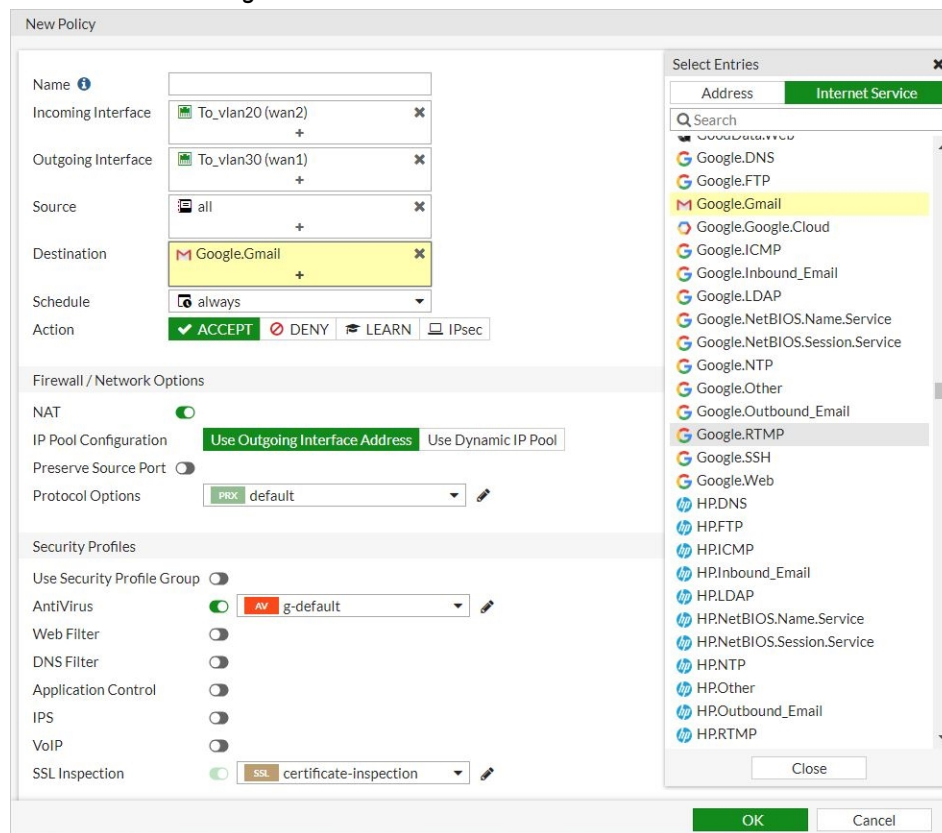 New Policy
Name
Incoming Interface
To_vlan20 (wan2)
+
Outgoing Interface
To_vlan30 (wan1)
+
Source
all
+
Destination
Google.Gmail
+
Schedule
always
Action
ACCEPT DENY LEARN IPsec
Firewall / Network Options
NAT
IP Pool Configuration
Use Outgoing Interface Address Use Dynamic IP Pool
Preserve Source Port
Protocol Options
PRX default
Security Profiles
Use Security Profile Group
AntiVirus
AV g-default
Web Filter
DNS Filter
Application Control
IPS
VoIP
SSL Inspection
SSL certificate-inspection
Select Entries
Address Internet Service
Search
GoodData.Web
Google.DNS
Google.FTP
Google.Gmail
Google.Google.Cloud
Google.ICMP
Google.Inbound_Email
Google.LDAP
Google.NetBIOS.Name.Service
Google.NetBIOS.Session.Service
Google.NTP
Google.Other
Google.Outbound_Email
Google.RTMP
Google.SSH
Google.Web
HP.DNS
HP.FTP
HP.ICMP
HP.Inbound_Email
HP.LDAP
HP.NetBIOS.Name.Service
HP.NetBIOS.Session.Service
HP.NTP
HP.Other
HP.Outbound_Email
HP.RTMP
Close
OK Cancel